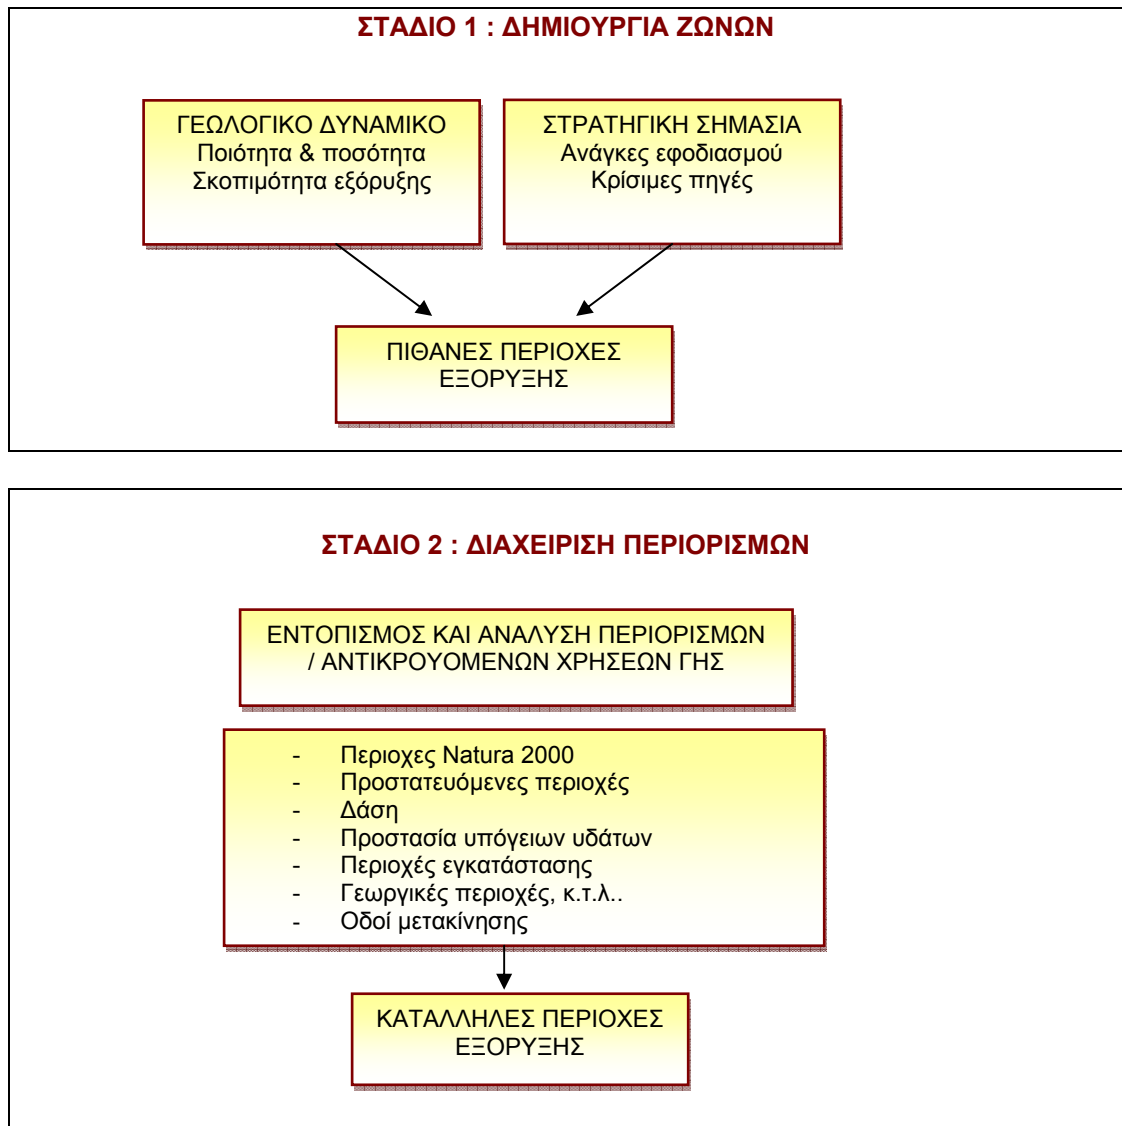 ΣΤΑΔΙΟ 1 : ΔΗΜΙΟΥΡΓΙΑ ΖΩΝΩΝ
ΓΕΩΛΟΓΙΚΟ ΔΥΝΑΜΙΚΟ
Ποιότητα & ποσότητα
Σκοπιμότητα εξόρυξης
ΣΤΡΑΤΗΓΙΚΗ ΣΗΜΑΣΙΑ
Ανάγκες εφοδιασμού
Κρίσιμες πηγές
ΠΙΘΑΝΕΣ ΠΕΡΙΟΧΕΣ
ΕΞΟΡΥΞΗΣ
ΣΤΑΔΙΟ 2 : ΔΙΑΧΕΙΡΙΣΗ ΠΕΡΙΟΡΙΣΜΩΝ
ΕΝΤΟΠΙΣΜΟΣ ΚΑΙ ΑΝΑΛΥΣΗ ΠΕΡΙΟΡΙΣΜΩΝ
/ ΑΝΤΙΚΡΟΥΟΜΕΝΩΝ ΧΡΗΣΕΩΝ ΓΗΣ
- Περιοχες Natura 2000
- Προστατευόμενες περιοχές
- Δάση
- Προστασία υπόγειων υδάτων
- Περιοχές εγκατάστασης
- Γεωργικές περιοχές, κ.τ.λ..
- Οδοί μετακίνησης
ΚΑΤΑΛΛΗΛΕΣ ΠΕΡΙΟΧΕΣ
ΕΞΟΡΥΞΗΣ